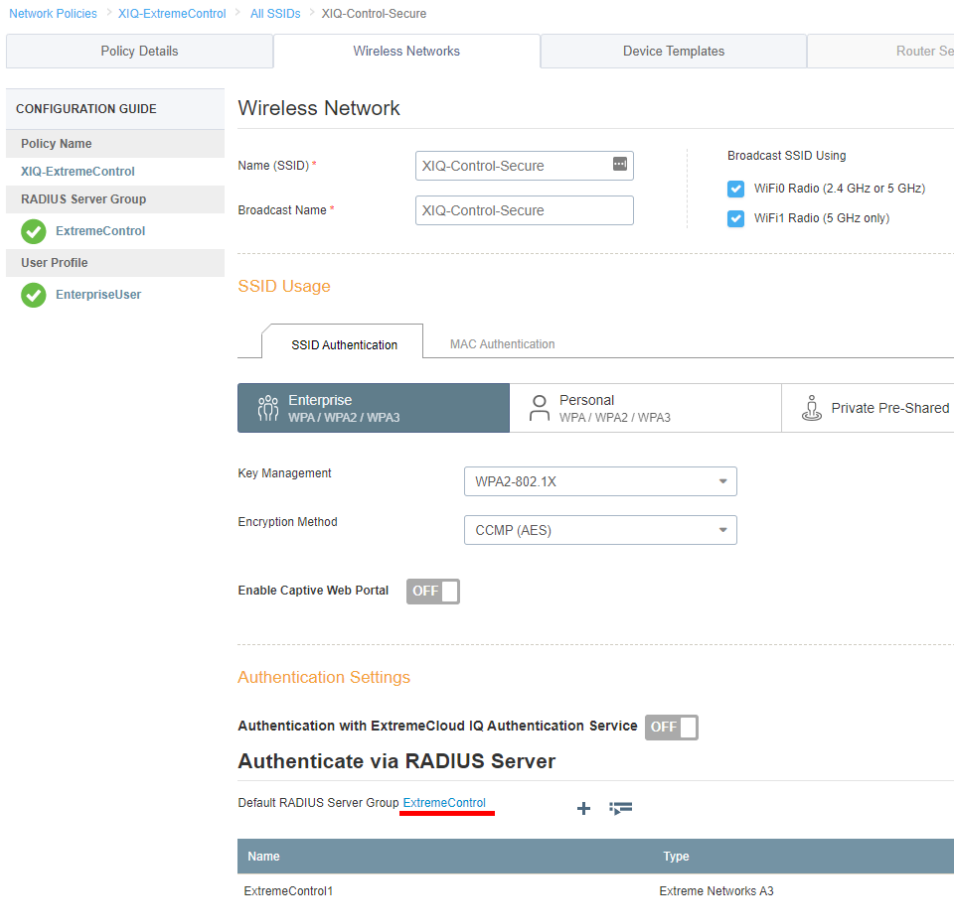 Network Policies > XIQ-ExtremeControl > All SSIDs > XIQ-Control-Secure
Policy Details
Wireless Networks
Device Templates
Router Se
CONFIGURATION GUIDE
Policy Name
XIQ-ExtremeControl
RADIUS Server Group
ExtremeControl
User Profile
EnterpriseUser
Wireless Network
Name (SSID) * XIQ-Control-Secure
Broadcast Name * XIQ-Control-Secure
Broadcast SSID Using
WiFi0 Radio (2.4 GHz or 5 GHz)
WiFi1 Radio (5 GHz only)
SSID Usage
SSID Authentication
MAC Authentication
Enterprise
WPA / WPA2 / WPA3
Personal
WPA / WPA2 / WPA3
Private Pre-Shared
Key Management WPA2-802.1X
Encryption Method CCMP (AES)
Enable Captive Web Portal OFF
Authentication Settings
Authentication with ExtremeCloud IQ Authentication Service OFF
Authenticate via RADIUS Server
Default RADIUS Server Group ExtremeControl
Name Type
ExtremeControl1 Extreme Networks A3